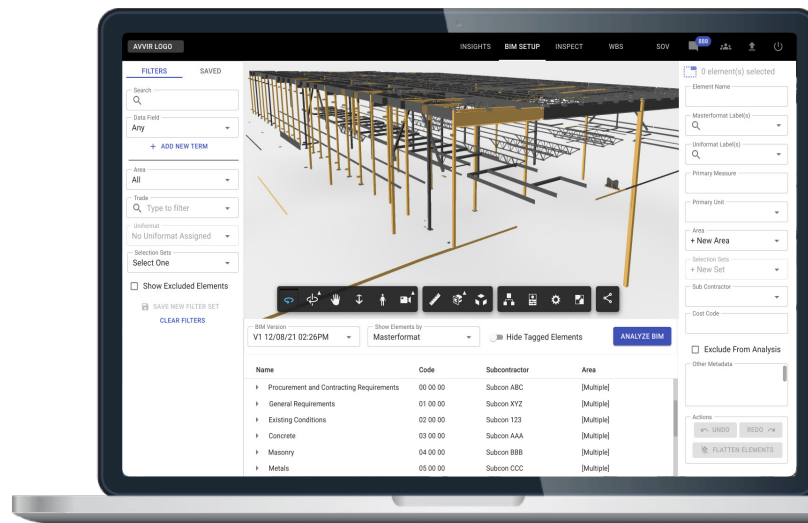 AVVIR LOGO
INSIGHTS BIM SETUP INSPECT WBS SOV 888
FILTERS SAVED
Search
Data Field
Any
+ ADD NEW TERM
Area
All
Trade
Type to filter
Uniformat
No Uniformat Assigned
Selection Sets
Select One
Show Excluded Elements
SAVE NEW FILTER SET
CLEAR FILTERS
BIM Version
V1 12/08/21 02:26PM
Show Elements by
Masterformat
Hide Tagged Elements
ANALYZE BIM
Name Code Subcontractor Area
Procurement and Contracting Requirements 00 00 00 Subcon ABC [Multiple]
General Requirements 01 00 00 Subcon XYZ [Multiple]
Existing Conditions 02 00 00 Subcon 123 [Multiple]
Concrete 03 00 00 Subcon AAA [Multiple]
Masonry 04 00 00 Subcon BBB [Multiple]
Metals 05 00 00 Subcon CCC [Multiple]
0 element(s) selected
Element Name
Masterformat Label(s)
Uniformat Label(s)
Primary Measure
Primary Unit
Area
+ New Area
Selection Sets
+ New Set
Sub Contractor
Cost Code
Exclude From Analysis
Other Metadata
Actions
UNDO REDO
FLATTEN ELEMENTS